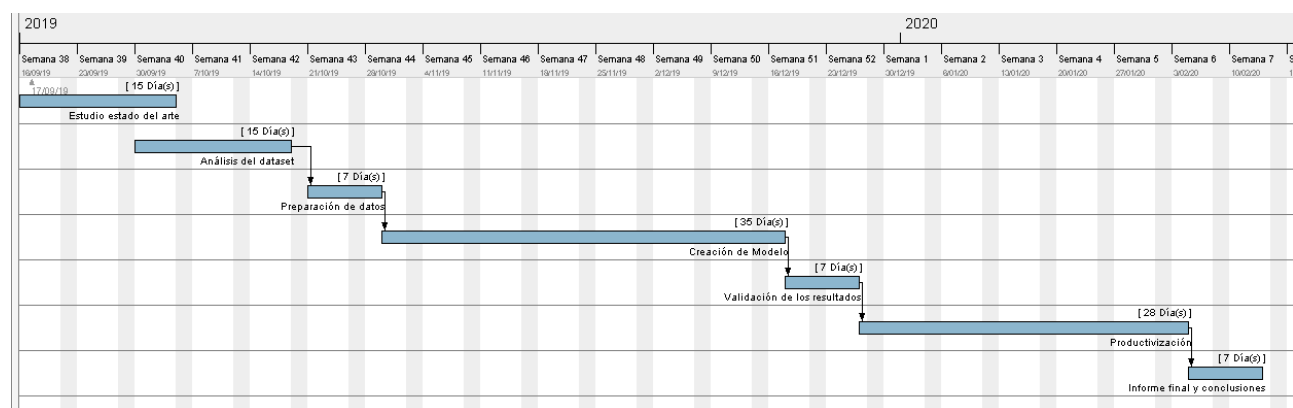 2019 2020
Semana 38 Semana 39 Semana 40 Semana 41 Semana 42 Semana 43 Semana 44 Semana 45 Semana 46 Semana 47 Semana 48 Semana 49 Semana 50 Semana 51 Semana 52 Semana 1 Semana 2 Semana 3 Semana 4 Semana 5 Semana 6 Semana 7 S
16/09/19 23/09/19 30/09/19 7/10/19 14/10/19 21/10/19 28/10/19 4/11/19 11/11/19 18/11/19 25/11/19 2/12/19 9/12/19 16/12/19 23/12/19 30/12/19 6/01/20 13/01/20 20/01/20 27/01/20 3/02/20 10/02/20 1
17/09/19 [ 15 Día(s) ]
Estudio estado del arte
[ 15 Día(s) ]
Análisis del dataset
[ 7 Día(s) ]
Preparación de datos
[ 35 Día(s) ]
Creación de Modelo
[ 7 Día(s) ]
Validación de los resultados
[ 28 Día(s) ]
Productivización
[ 7 Día(s) ]
Informe final y conclusiones